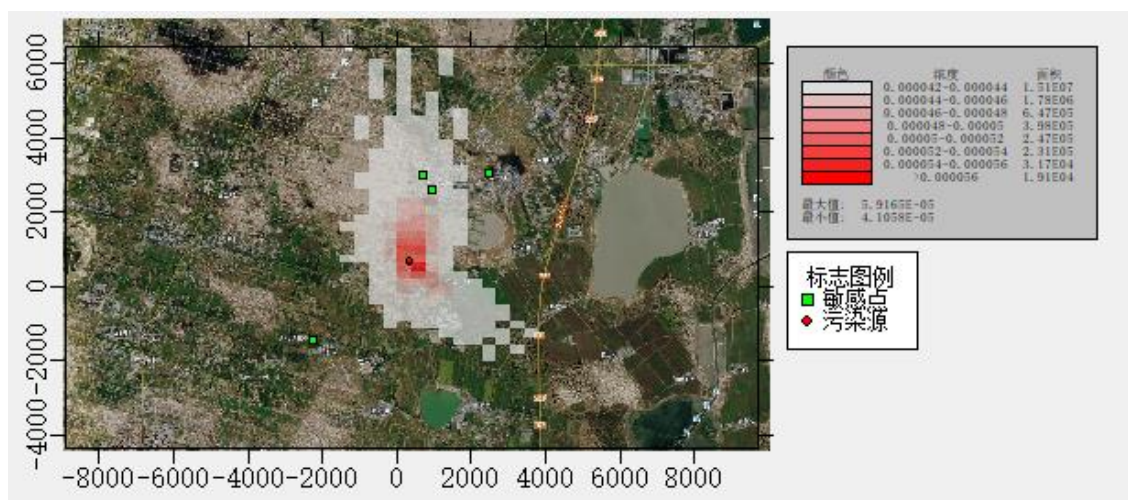 6000
4000
2000
0
-2000
-4000
-8000 -6000 -4000 -2000 0 2000 4000 6000 8000
颜色 浓度 面积
0.000042-0.000044 1.51E07
0.000044-0.000046 1.78E06
0.000046-0.000048 6.47E05
0.000048-0.00005 3.98E05
0.00005-0.000052 2.47E05
0.000052-0.000054 2.31E05
0.000054-0.000056 3.17E04
>0.000056 1.91E04
最大值: 5.9165E-05
最小值: 4.1058E-05
标志图例
敏感点
污染源